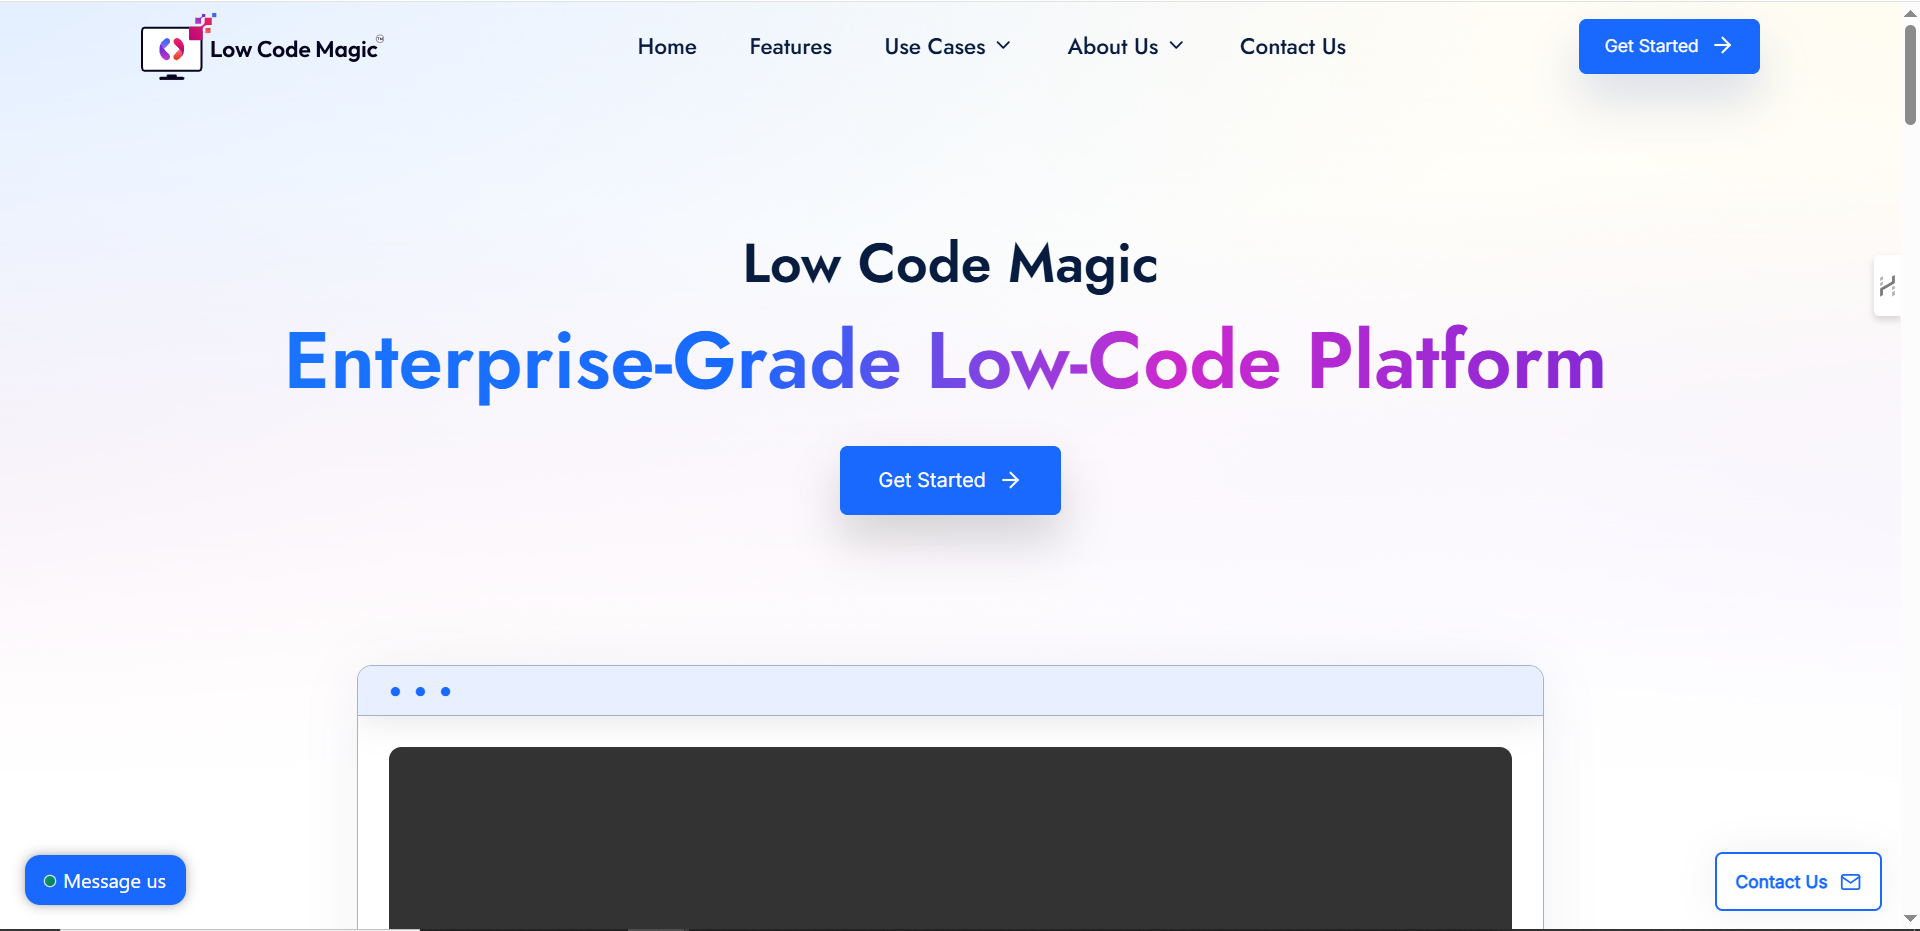 Low Code Magic™
Home
Features
Use Cases
About Us
Contact Us
Get Started
Low Code Magic
Enterprise-Grade Low-Code Platform
Get Started
Message us
Contact Us